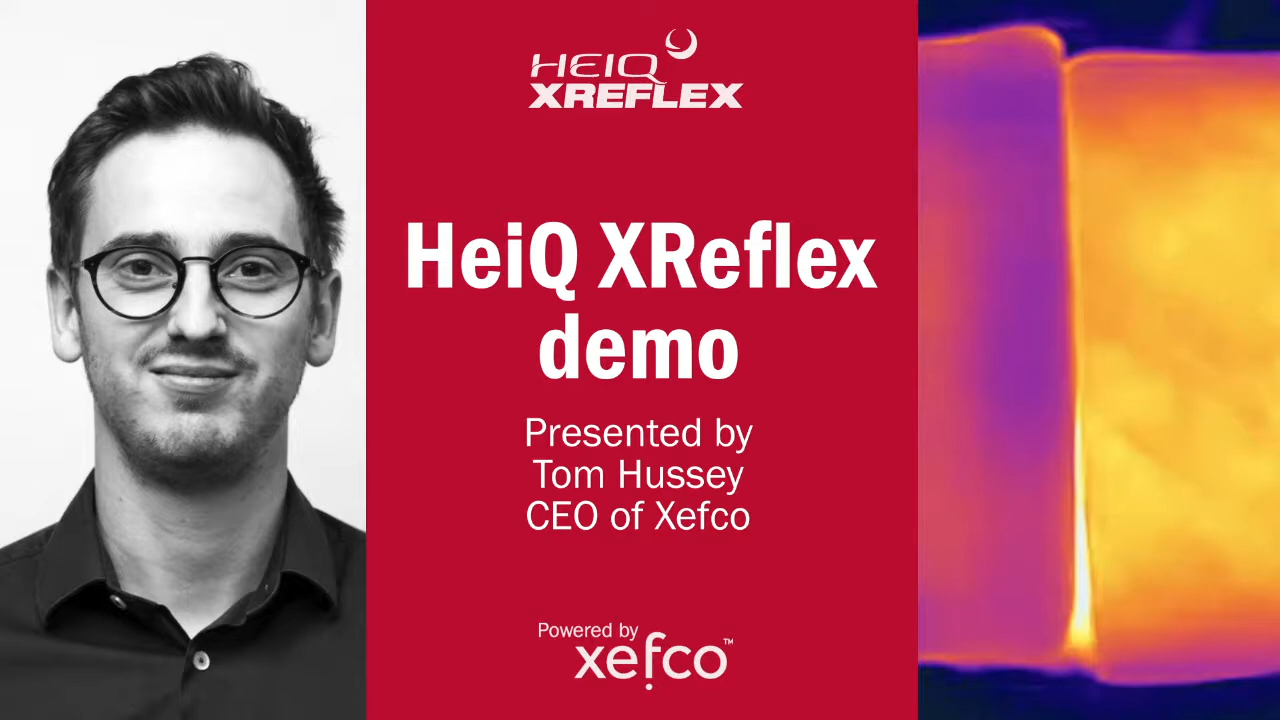 HEIQ
XREFLEX
HeiQ XReflex
demo
Presented by
Tom Hussey
CEO of Xefco
Powered by
xefco™